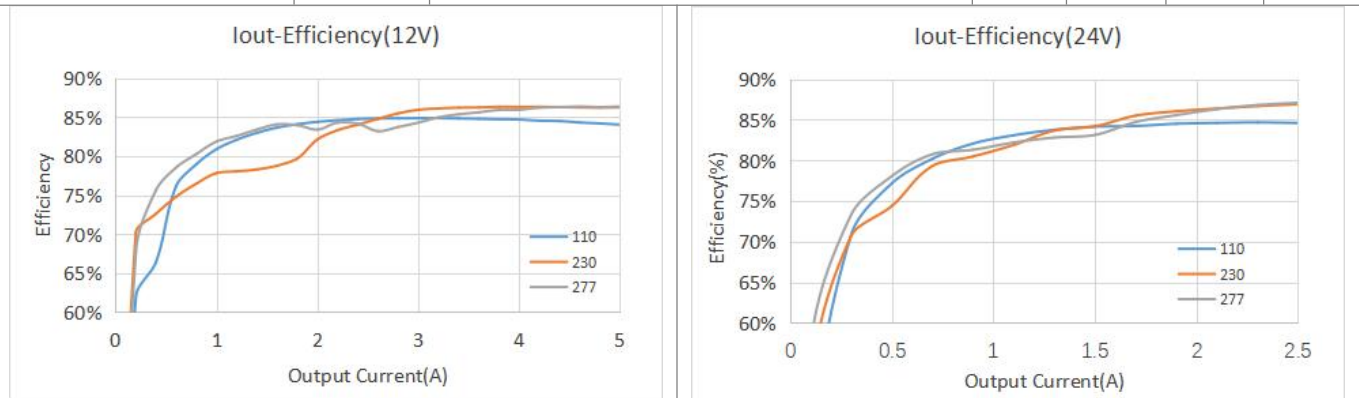 Iout-Efficiency(12V)
90%
85%
80%
75%
70%
65%
60%
Efficiency
110
230
277
0 1 2 3 4 5
Output Current(A)
Iout-Efficiency(24V)
90%
85%
80%
75%
70%
65%
60%
Efficiency(%)
110
230
277
0 0.5 1 1.5 2 2.5
Output Current(A)